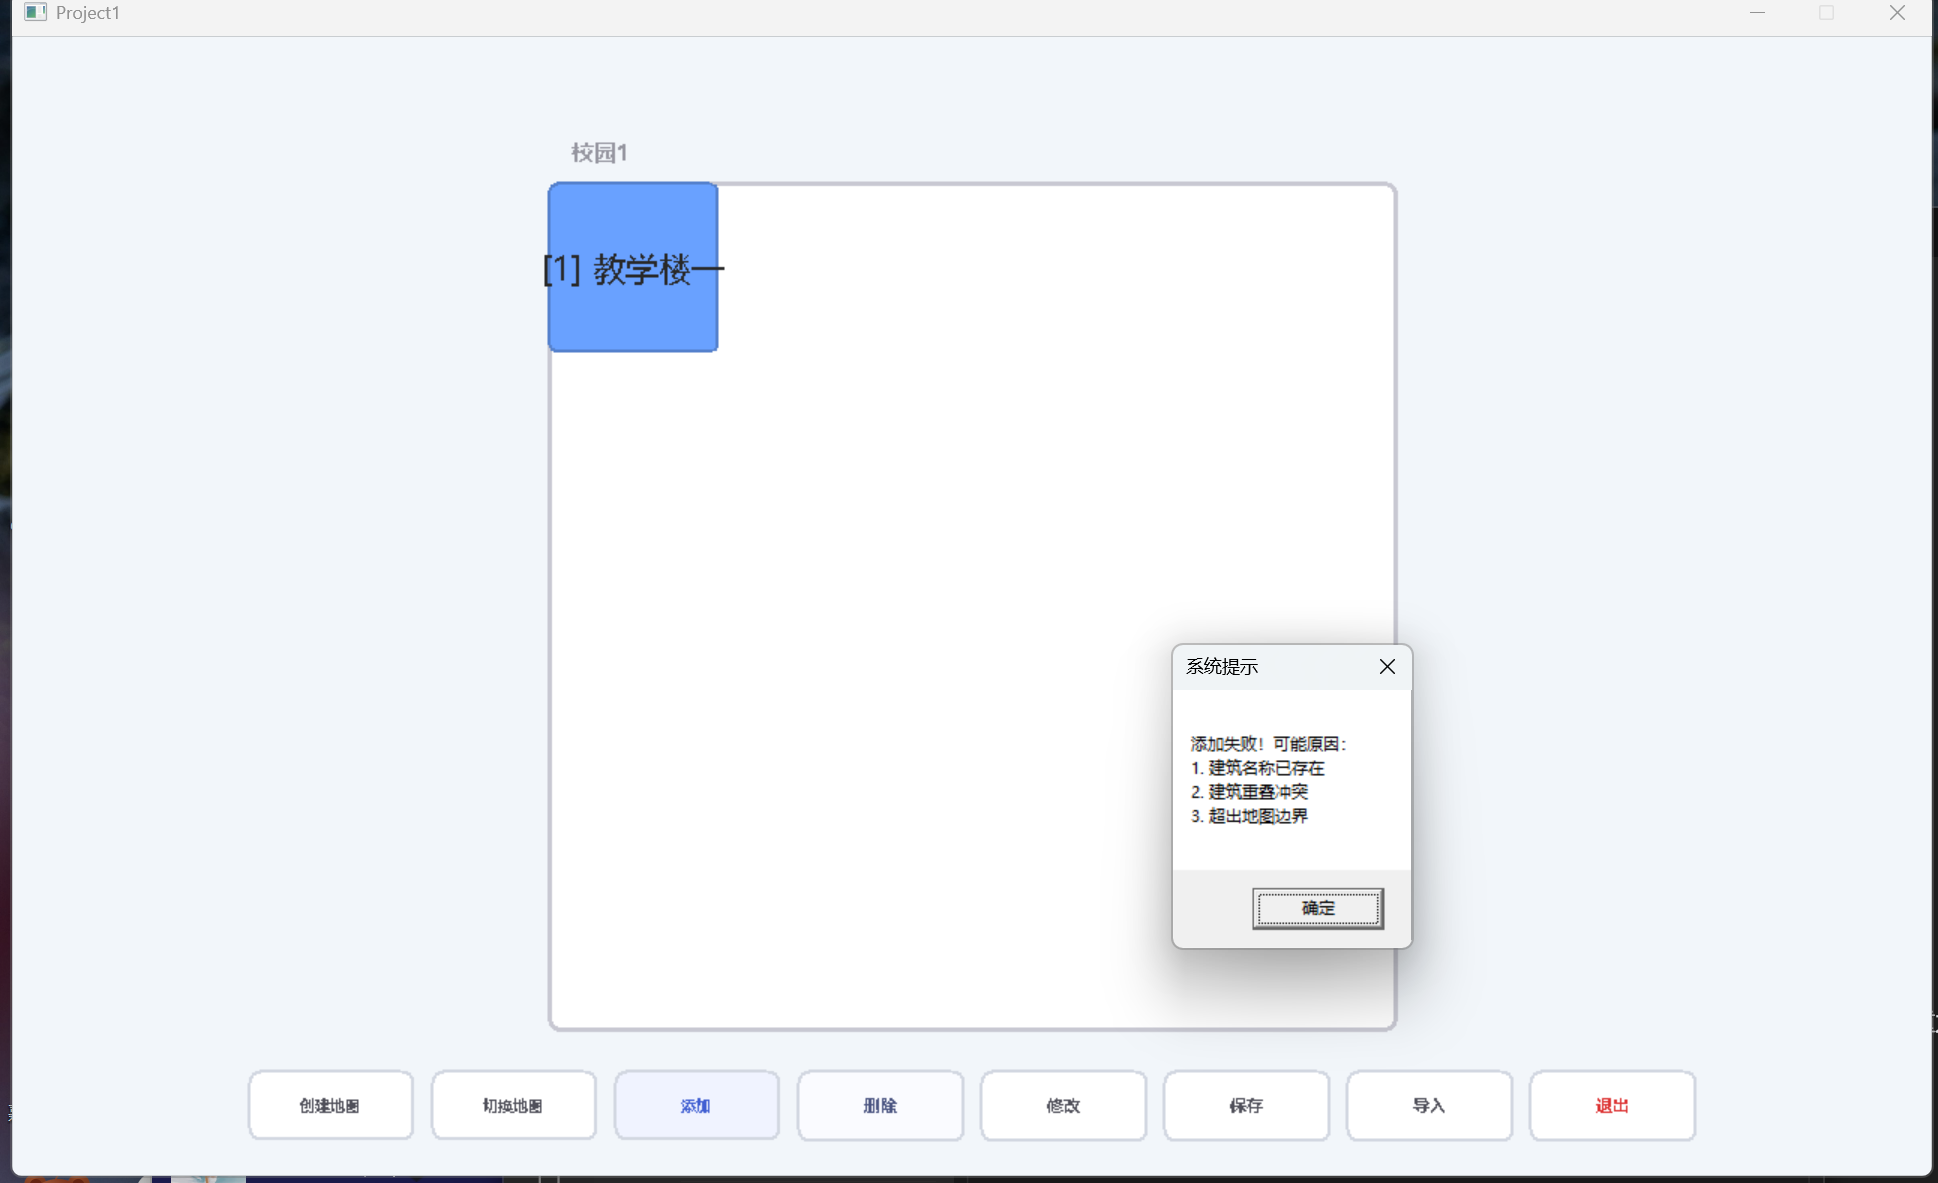 Project1
校园1
[1] 教学楼一
系统提示
添加失败！可能原因：
1. 建筑名称已存在
2. 建筑重叠冲突
3. 超出地图边界
确定
创建地图
切换地图
添加
删除
修改
保存
导入
退出